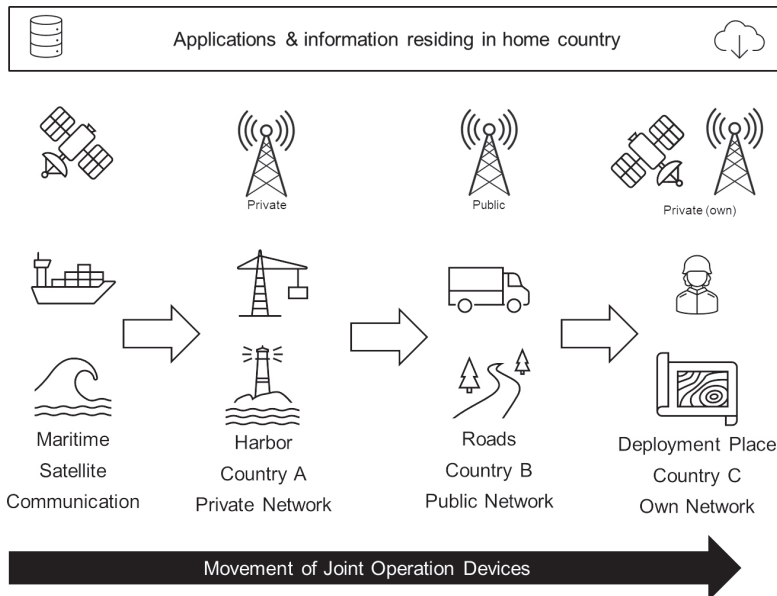 Applications & information residing in home country
Private
Public
Private (own)
Maritime
Satellite
Communication
Harbor
Country A
Private Network
Roads
Country B
Public Network
Deployment Place
Country C
Own Network
Movement of Joint Operation Devices